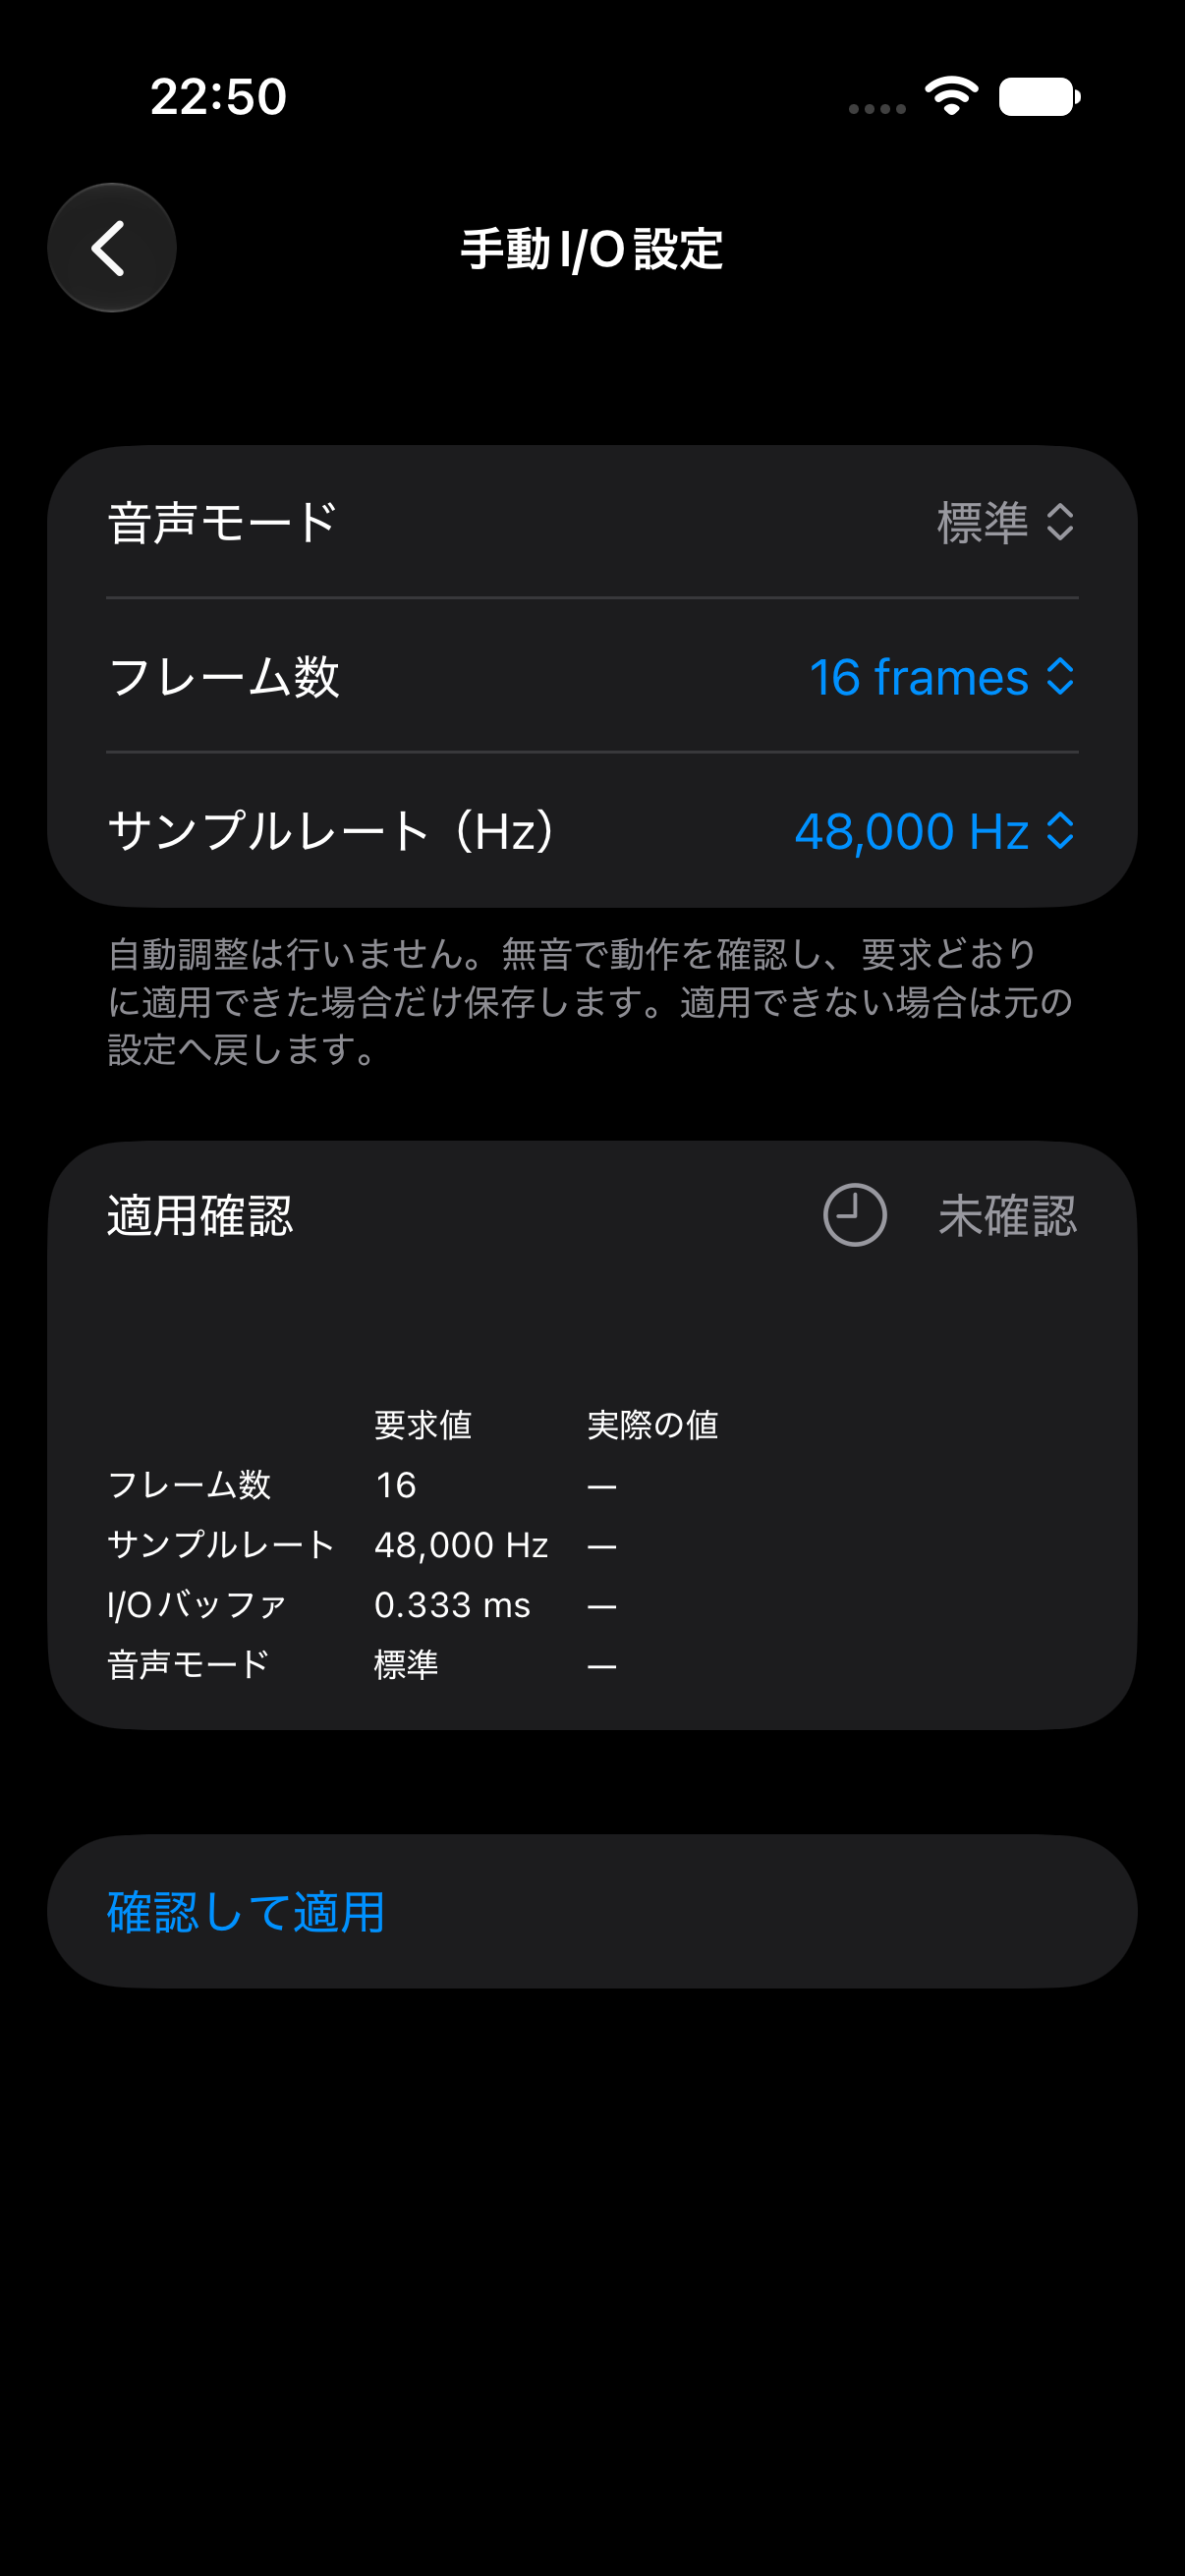 22:50
手動 I/O 設定
音声モード 標準
フレーム数 16 frames
サンプルレート（Hz） 48,000 Hz
自動調整は行いません。無音で動作を確認し、要求どおり
に適用できた場合だけ保存します。適用できない場合は元の
設定へ戻します。
適用確認 未確認
要求値 実際の値
フレーム数 16 —
サンプルレート 48,000 Hz —
I/O バッファ 0.333 ms —
音声モード 標準 —
確認して適用